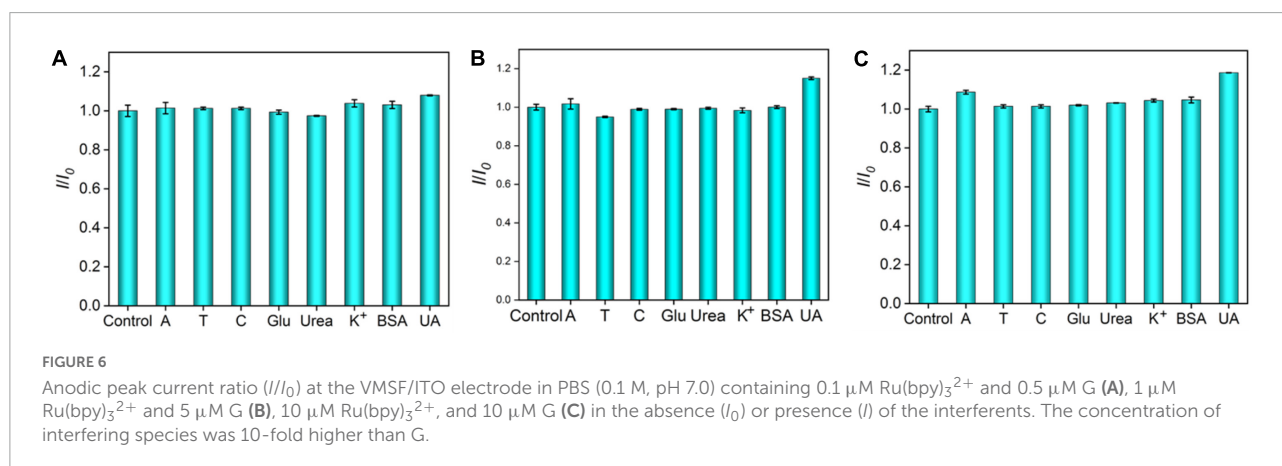 A
I/I₀
1.2
1.0
0.8
0.6
0.4
0.2
0.0
Control A T C Glu Urea K⁺ BSA UA
B
I/I₀
1.2
1.0
0.8
0.6
0.4
0.2
0.0
Control A T C Glu Urea K⁺ BSA UA
C
I/I₀
1.2
1.0
0.8
0.6
0.4
0.2
0.0
Control A T C Glu Urea K⁺ BSA UA
FIGURE 6
Anodic peak current ratio (I/I₀) at the VMSF/ITO electrode in PBS (0.1 M, pH 7.0) containing 0.1 μM Ru(bpy)₃²⁺ and 0.5 μM G (A), 1 μM
Ru(bpy)₃²⁺ and 5 μM G (B), 10 μM Ru(bpy)₃²⁺, and 10 μM G (C) in the absence (I₀) or presence (I) of the interferents. The concentration of
interfering species was 10-fold higher than G.